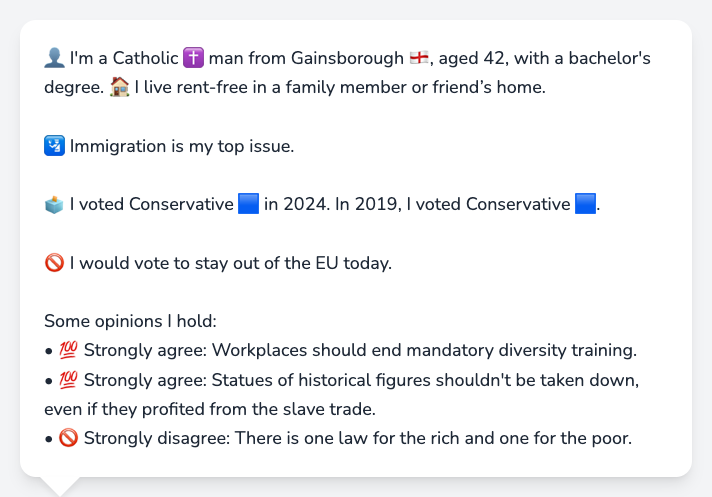 👤 I'm a Catholic ✝️ man from Gainsborough 🏴󠁧󠁢󠁥󠁮󠁧󠁿, aged 42, with a bachelor's
degree. 🏠 I live rent-free in a family member or friend’s home.
🛂 Immigration is my top issue.
🗳️ I voted Conservative 🟦 in 2024. In 2019, I voted Conservative 🟦.
🚫 I would vote to stay out of the EU today.
Some opinions I hold:
• 💯 Strongly agree: Workplaces should end mandatory diversity training.
• 💯 Strongly agree: Statues of historical figures shouldn't be taken down,
even if they profited from the slave trade.
• 🚫 Strongly disagree: There is one law for the rich and one for the poor.